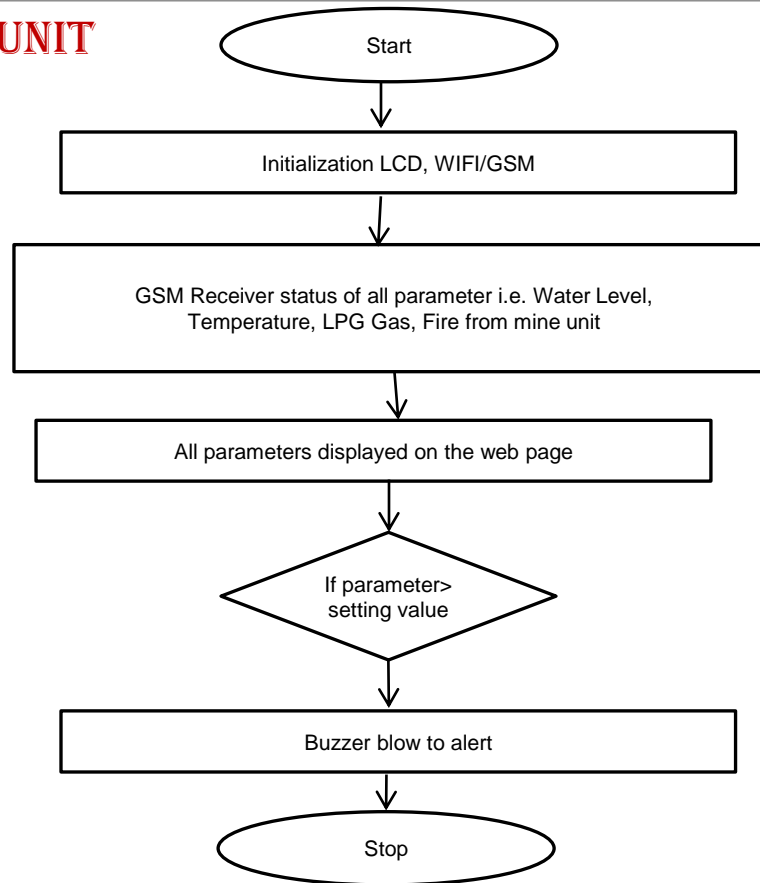 UNIT
Start
Initialization LCD, WIFI/GSM
GSM Receiver status of all parameter i.e. Water Level,
Temperature, LPG Gas, Fire from mine unit
All parameters displayed on the web page
If parameter>
setting value
Buzzer blow to alert
Stop